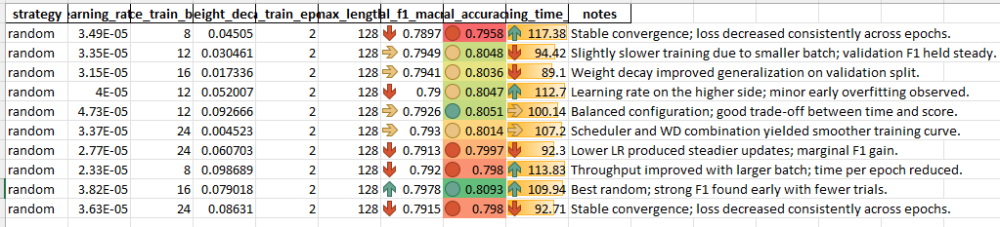 strategy earning_rat ce_train_b eight_deca _train_epo max_length al_f1_macr al_accurac ning_time_ notes
random 3.49E-05 8 0.04505 2 128 0.7897 0.7958 117.38 Stable convergence; loss decreased consistently across epochs.
random 3.35E-05 12 0.030461 2 128 0.7949 0.8048 94.42 Slightly slower training due to smaller batch; validation F1 held steady.
random 3.15E-05 16 0.017336 2 128 0.7941 0.8036 89.1 Weight decay improved generalization on validation split.
random 4E-05 12 0.052007 2 128 0.79 0.8047 112.7 Learning rate on the higher side; minor early overfitting observed.
random 4.73E-05 12 0.092666 2 128 0.7926 0.8051 100.14 Balanced configuration; good trade-off between time and score.
random 3.37E-05 24 0.004523 2 128 0.793 0.8014 107.2 Scheduler and WD combination yielded smoother training curve.
random 2.77E-05 24 0.060703 2 128 0.7913 0.7997 92.3 Lower LR produced steadier updates; marginal F1 gain.
random 2.33E-05 8 0.098689 2 128 0.792 0.798 113.83 Throughput improved with larger batch; time per epoch reduced.
random 3.82E-05 16 0.079018 2 128 0.7978 0.8093 109.94 Best random; strong F1 found early with fewer trials.
random 3.63E-05 24 0.08631 2 128 0.7915 0.798 92.71 Stable convergence; loss decreased consistently across epochs.